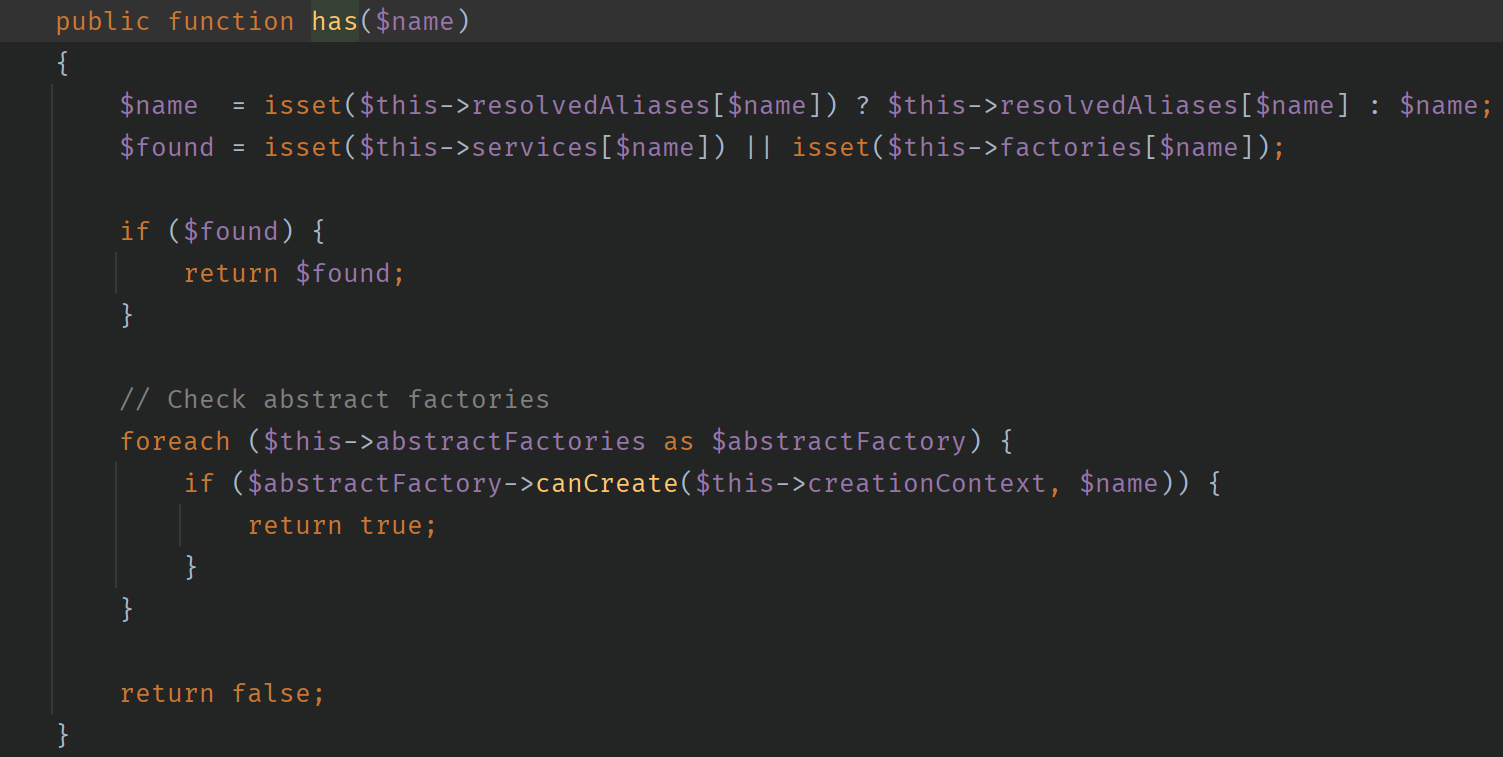 public function has($name)
{
    $name  = isset($this->resolvedAliases[$name]) ? $this->resolvedAliases[$name] : $name;
    $found = isset($this->services[$name]) || isset($this->factories[$name]);

    if ($found) {
        return $found;
    }

    // Check abstract factories
    foreach ($this->abstractFactories as $abstractFactory) {
        if ($abstractFactory->canCreate($this->creationContext, $name)) {
            return true;
        }
    }

    return false;
}